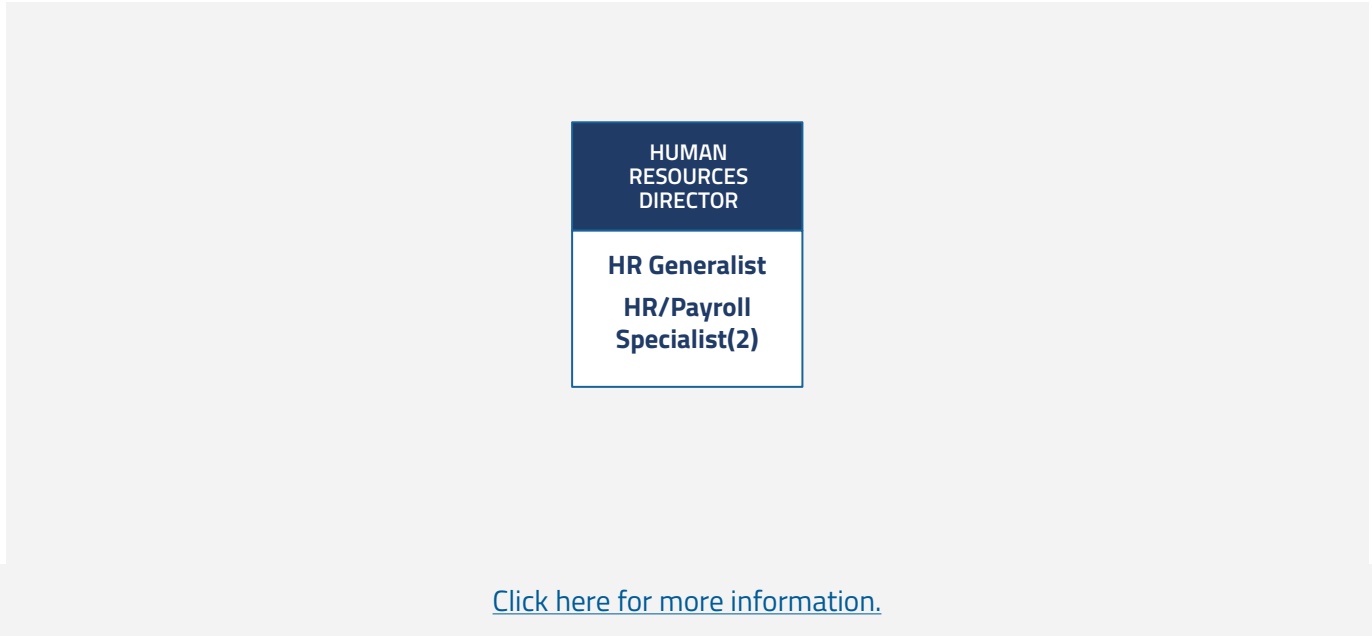 HUMAN
RESOURCES
DIRECTOR
HR Generalist
HR/Payroll
Specialist(2)
Click here for more information.